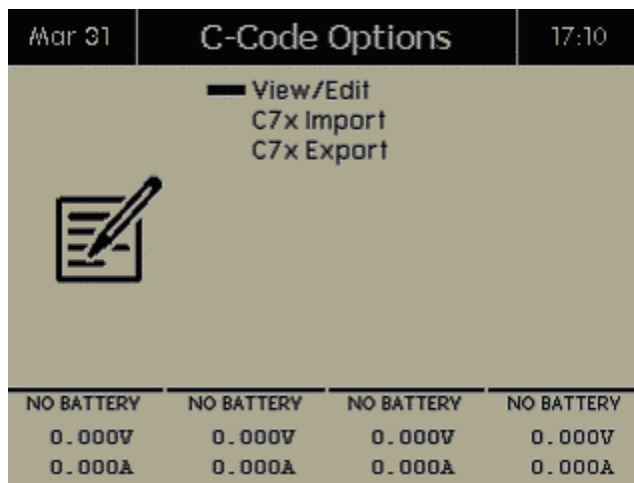 Mar 31 C-Code Options 17:10
View/Edit
C7x Import
C7x Export
NO BATTERY NO BATTERY NO BATTERY NO BATTERY
0.000V 0.000V 0.000V 0.000V
0.000A 0.000A 0.000A 0.000A